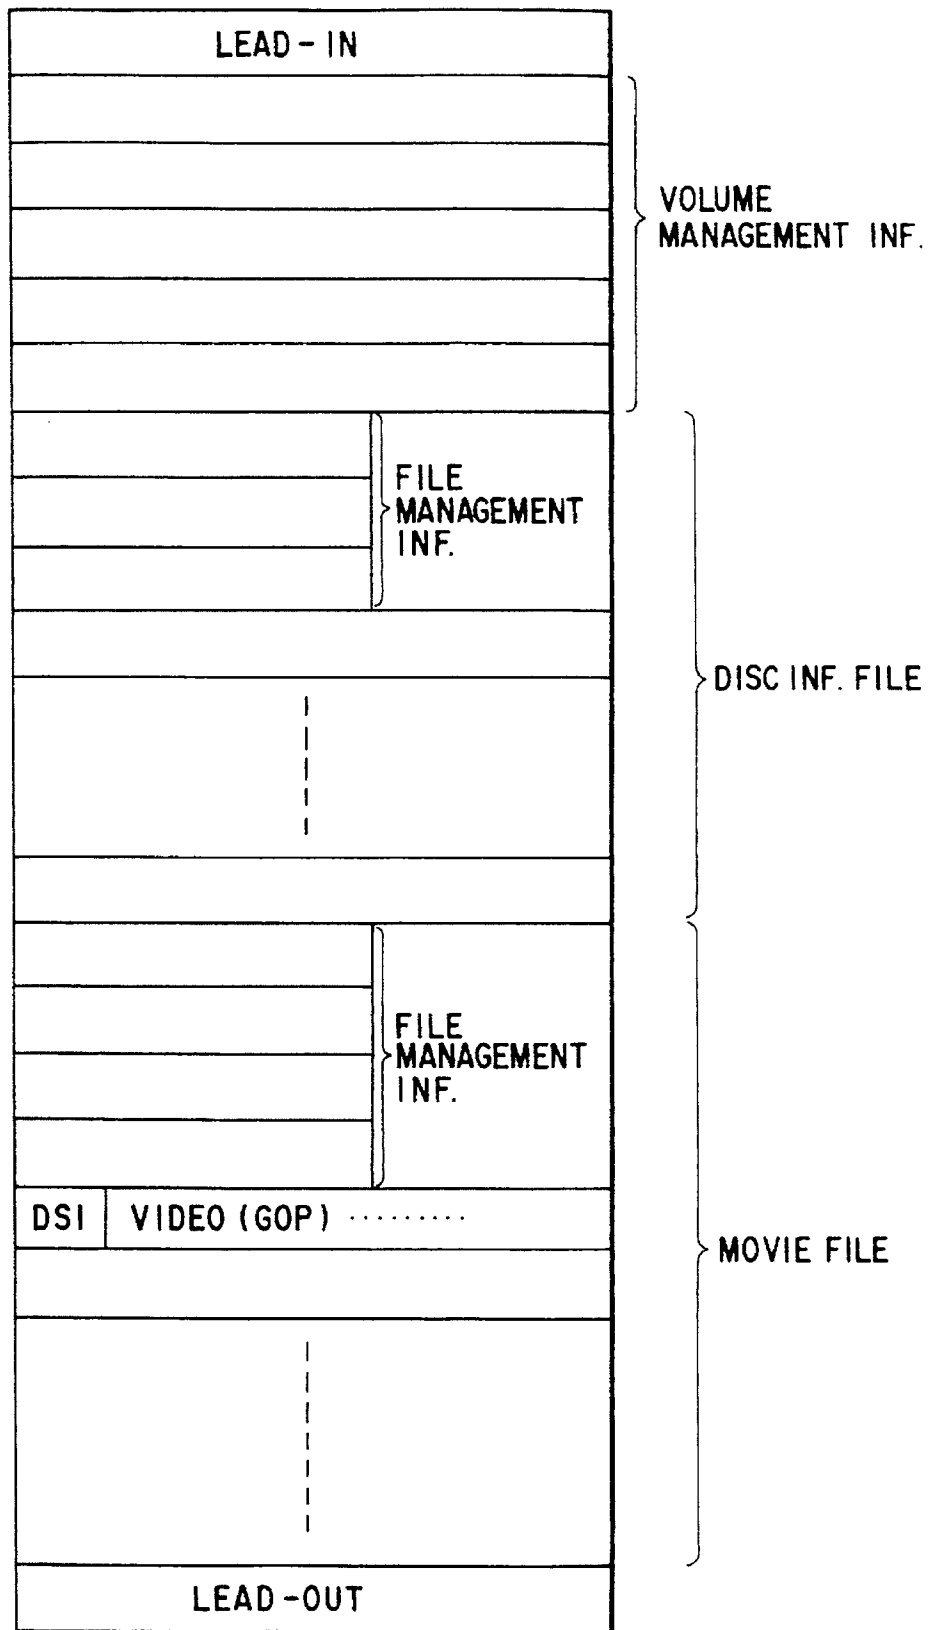 LEAD-IN
VOLUME
MANAGEMENT INF.
FILE
MANAGEMENT
INF.
DISC INF. FILE
FILE
MANAGEMENT
INF.
DSI VIDEO (GOP) ·········
MOVIE FILE
LEAD-OUT